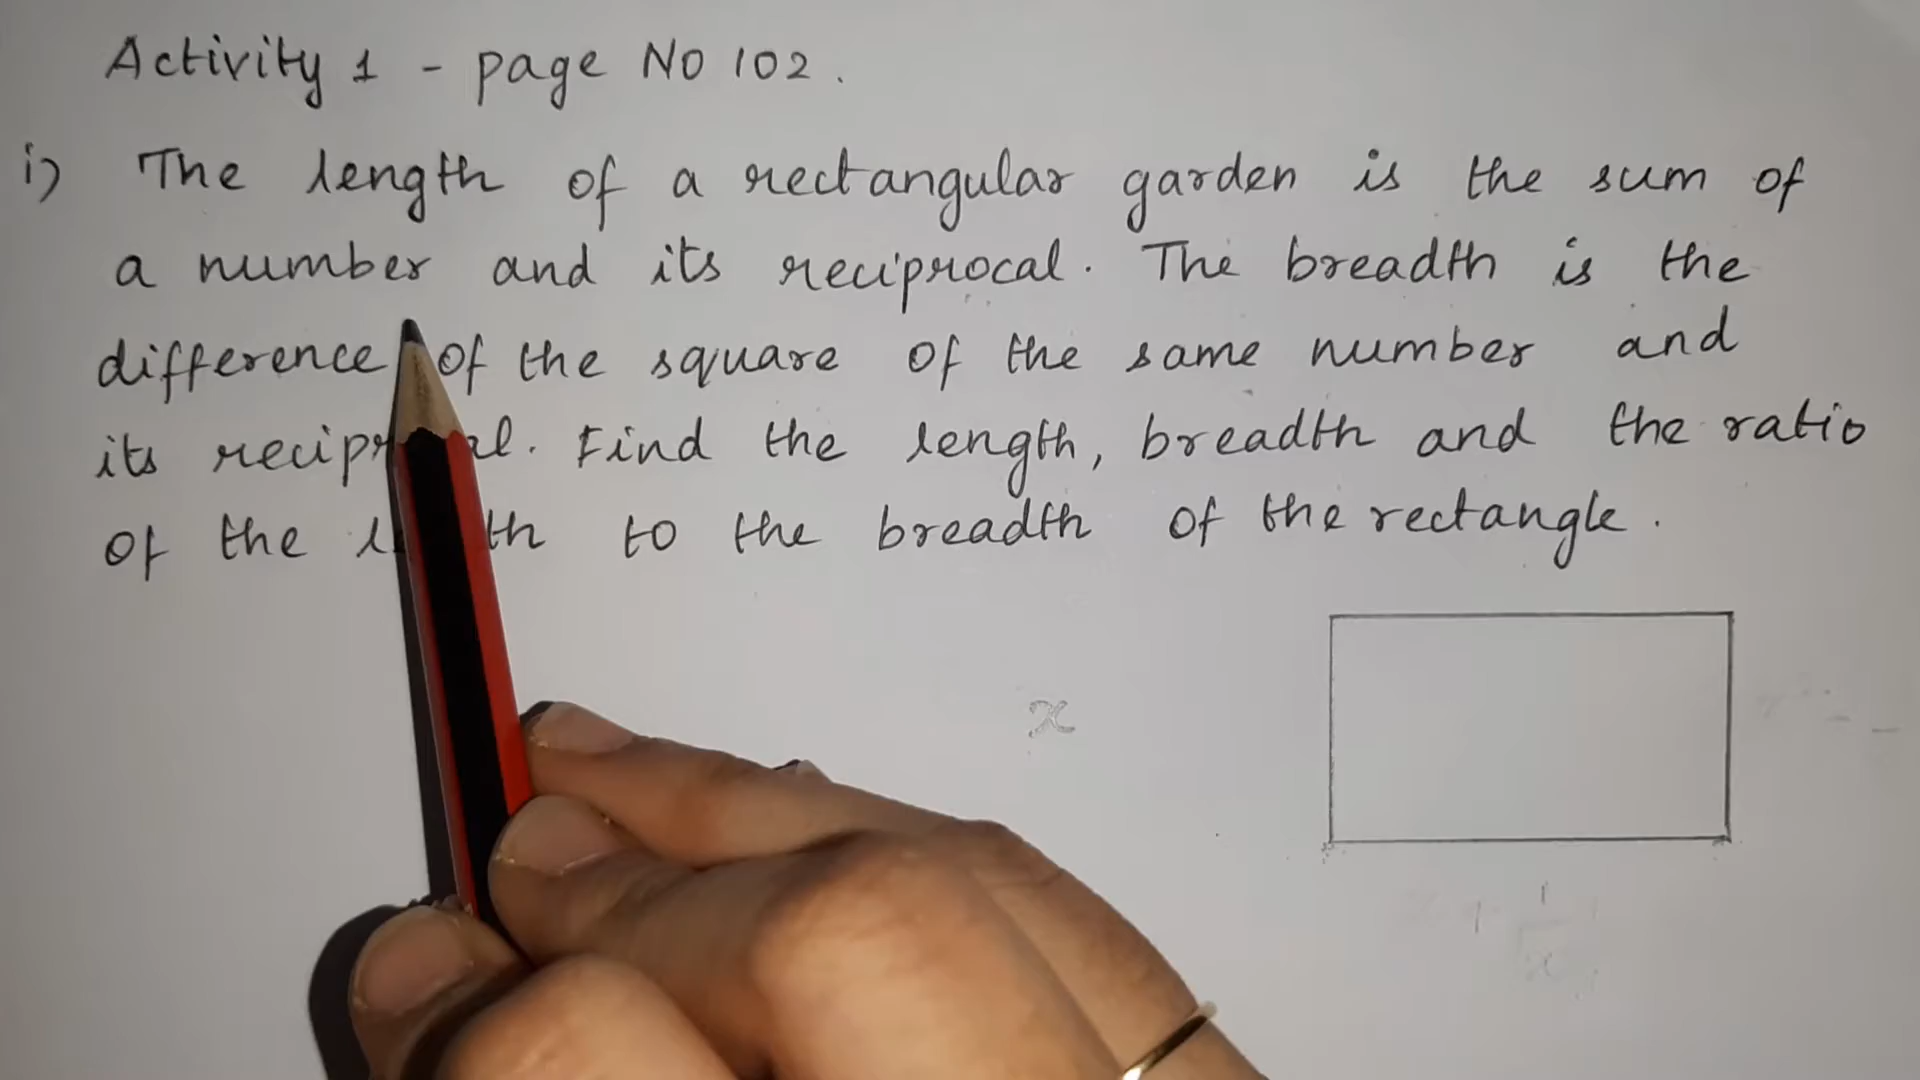 Activity 1 - page No 102.
i) The length of a rectangular garden is the sum of
a number and its reciprocal. The breadth is the
difference of the square of the same number and
its Find the length, breadth and the ratio
of the to the breadth of the rectangle.
x
1
x